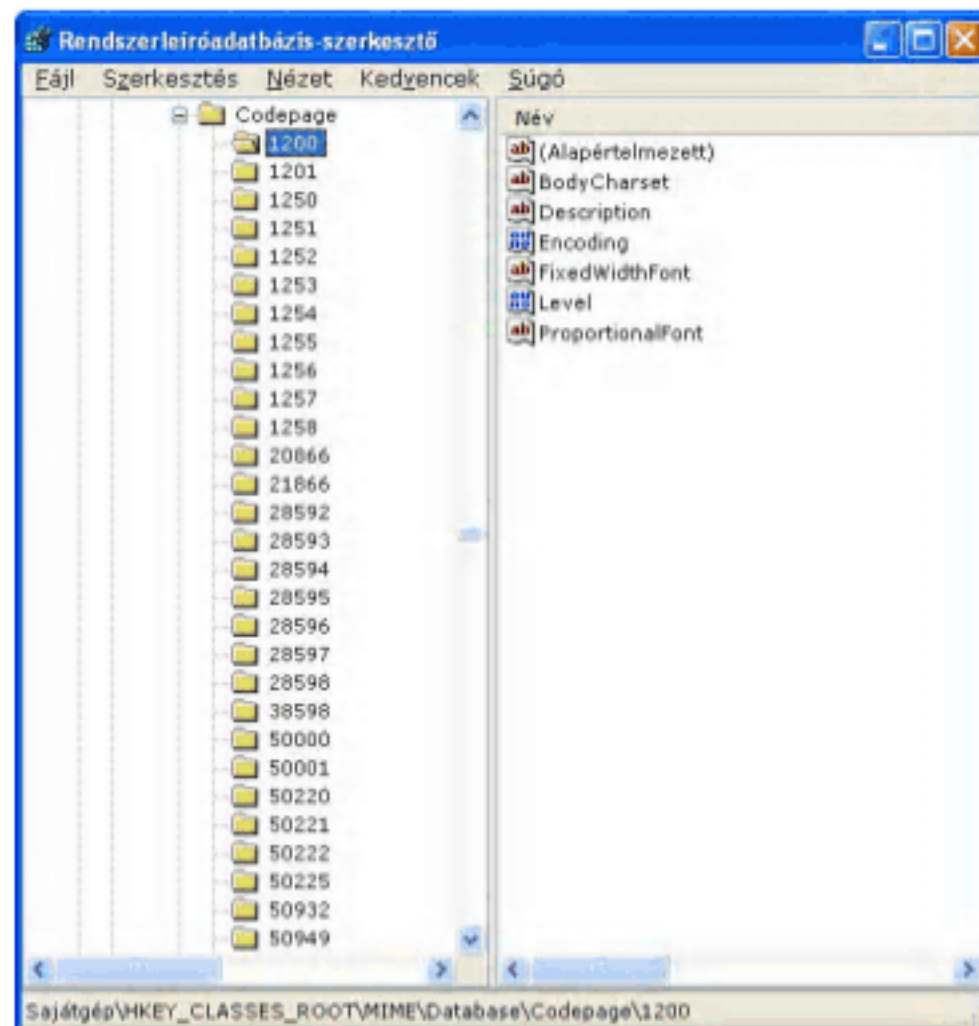 Rendszerleíróadatbázis-szerkesztő
Fájl Szerkesztés Nézet Kedvencek Súgó
Codepage
1200
1201
1250
1251
1252
1253
1254
1255
1256
1257
1258
20866
21866
28592
28593
28594
28595
28596
28597
28598
38598
50000
50001
50220
50221
50222
50225
50932
50949
Név
(Alapértelmezett)
BodyCharset
Description
Encoding
FixedWidthFont
Level
ProportionalFont
Sajátgép\HKEY_CLASSES_ROOT\MIME\Database\Codepage\1200